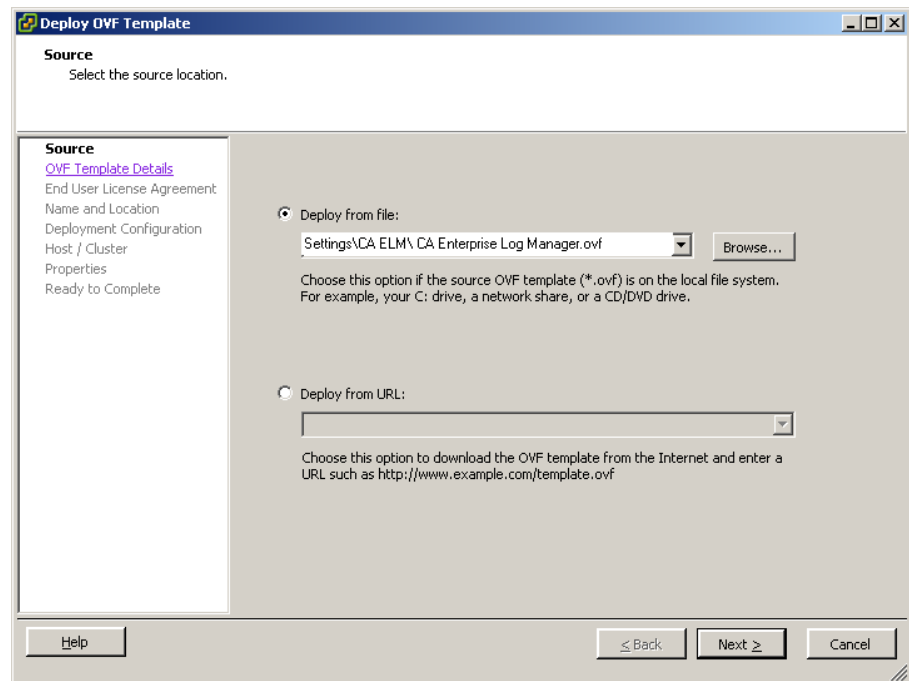 Deploy OVF Template
Source
Select the source location.
Source
OVF Template Details
End User License Agreement
Name and Location
Deployment Configuration
Host / Cluster
Properties
Ready to Complete
Deploy from file:
Settings\CA ELM\ CA Enterprise Log Manager.ovf
Browse...
Choose this option if the source OVF template (*.ovf) is on the local file system.
For example, your C: drive, a network share, or a CD/DVD drive.
Deploy from URL:
Choose this option to download the OVF template from the Internet and enter a
URL such as http://www.example.com/template.ovf
Help
≤ Back
Next ≥
Cancel